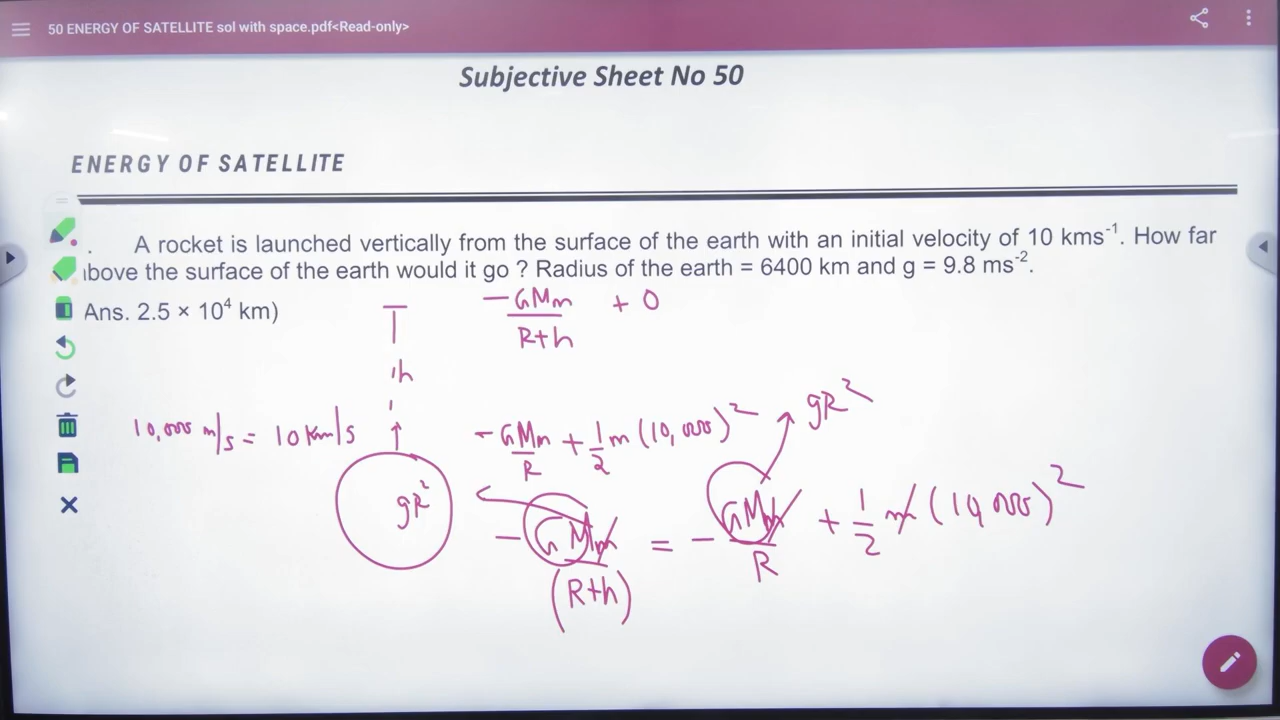 50 ENERGY OF SATELLITE sol with space.pdf<Read-only>
Subjective Sheet No 50
ENERGY OF SATELLITE
. A rocket is launched vertically from the surface of the earth with an initial velocity of 10 kms⁻¹. How far
above the surface of the earth would it go ? Radius of the earth = 6400 km and g = 9.8 ms⁻².
Ans. 2.5 × 10⁴ km)
-GMm/R+h + 0
h
10,000 m/s = 10 km/s
-GMm/R + 1/2 m (10,000)²
gR²
gR²
-GMm/(R+h) = -GMm/R + 1/2 m (10,000)²